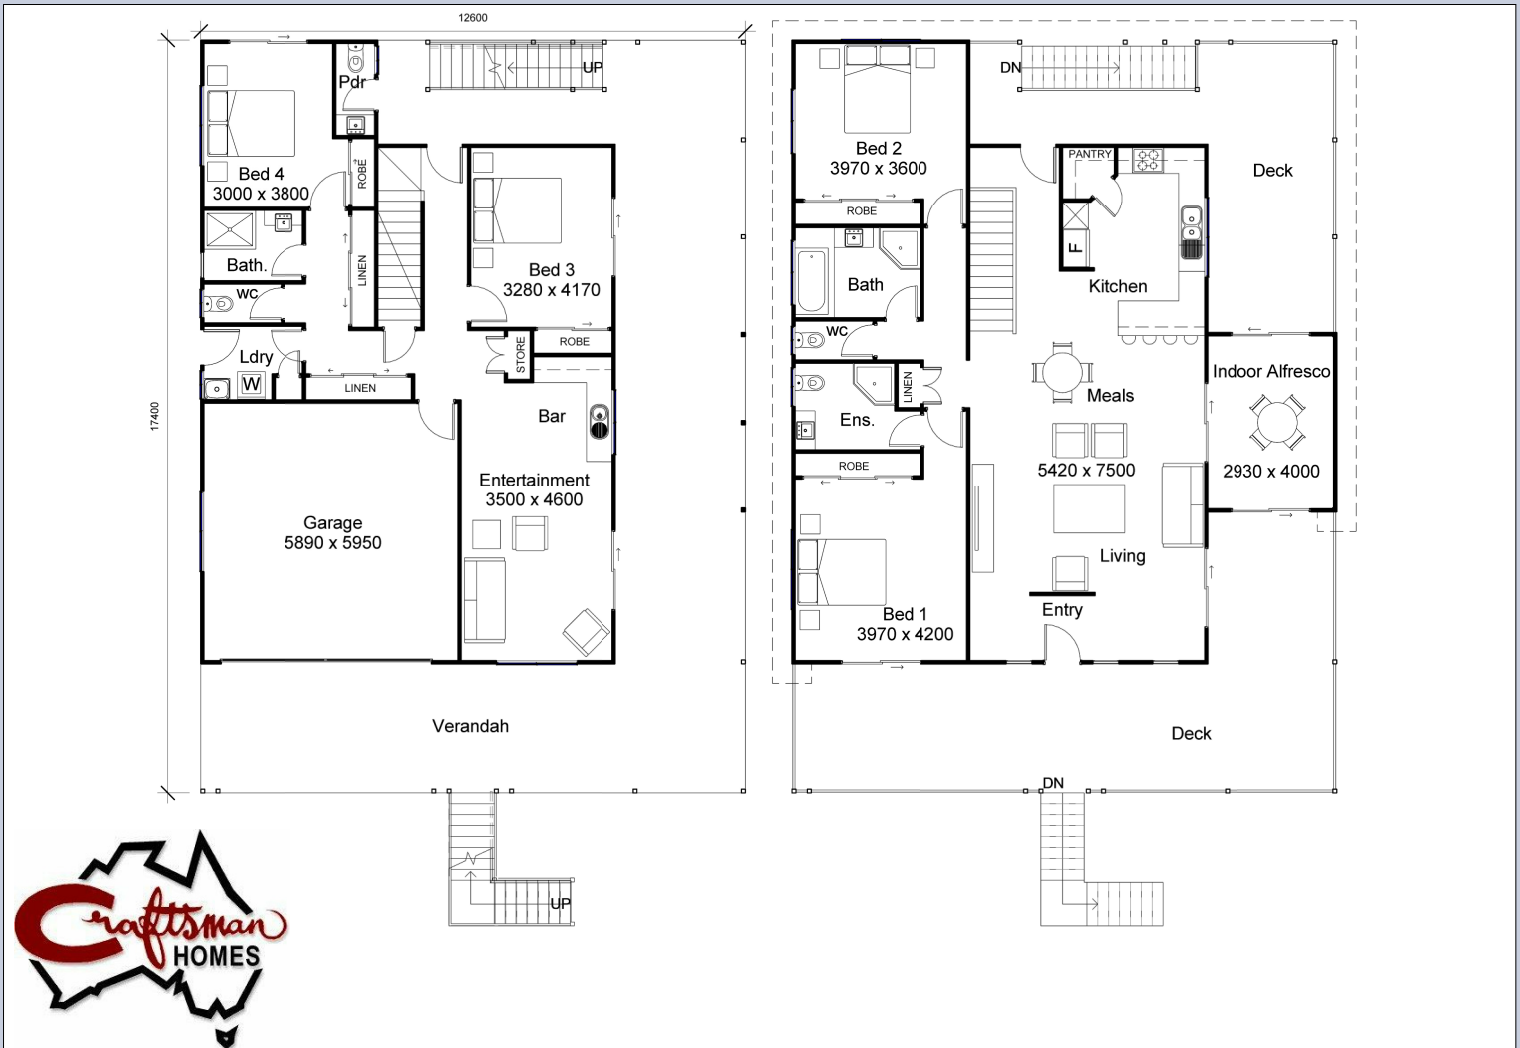 12600
17400
UP
Pdr
Bed 4
3000 x 3800
ROBE
Bath.
LINEN
WC
Bed 3
3280 x 4170
ROBE
STORE
Ldry
W
LINEN
Bar
Entertainment
3500 x 4600
Garage
5890 x 5950
Verandah
UP
DN
Bed 2
3970 x 3600
ROBE
PANTRY
Deck
F
Kitchen
Bath
WC
LINEN
Ens.
Meals
Indoor Alfresco
2930 x 4000
5420 x 7500
ROBE
Living
Bed 1
3970 x 4200
Entry
Deck
DN
Craftsman
HOMES